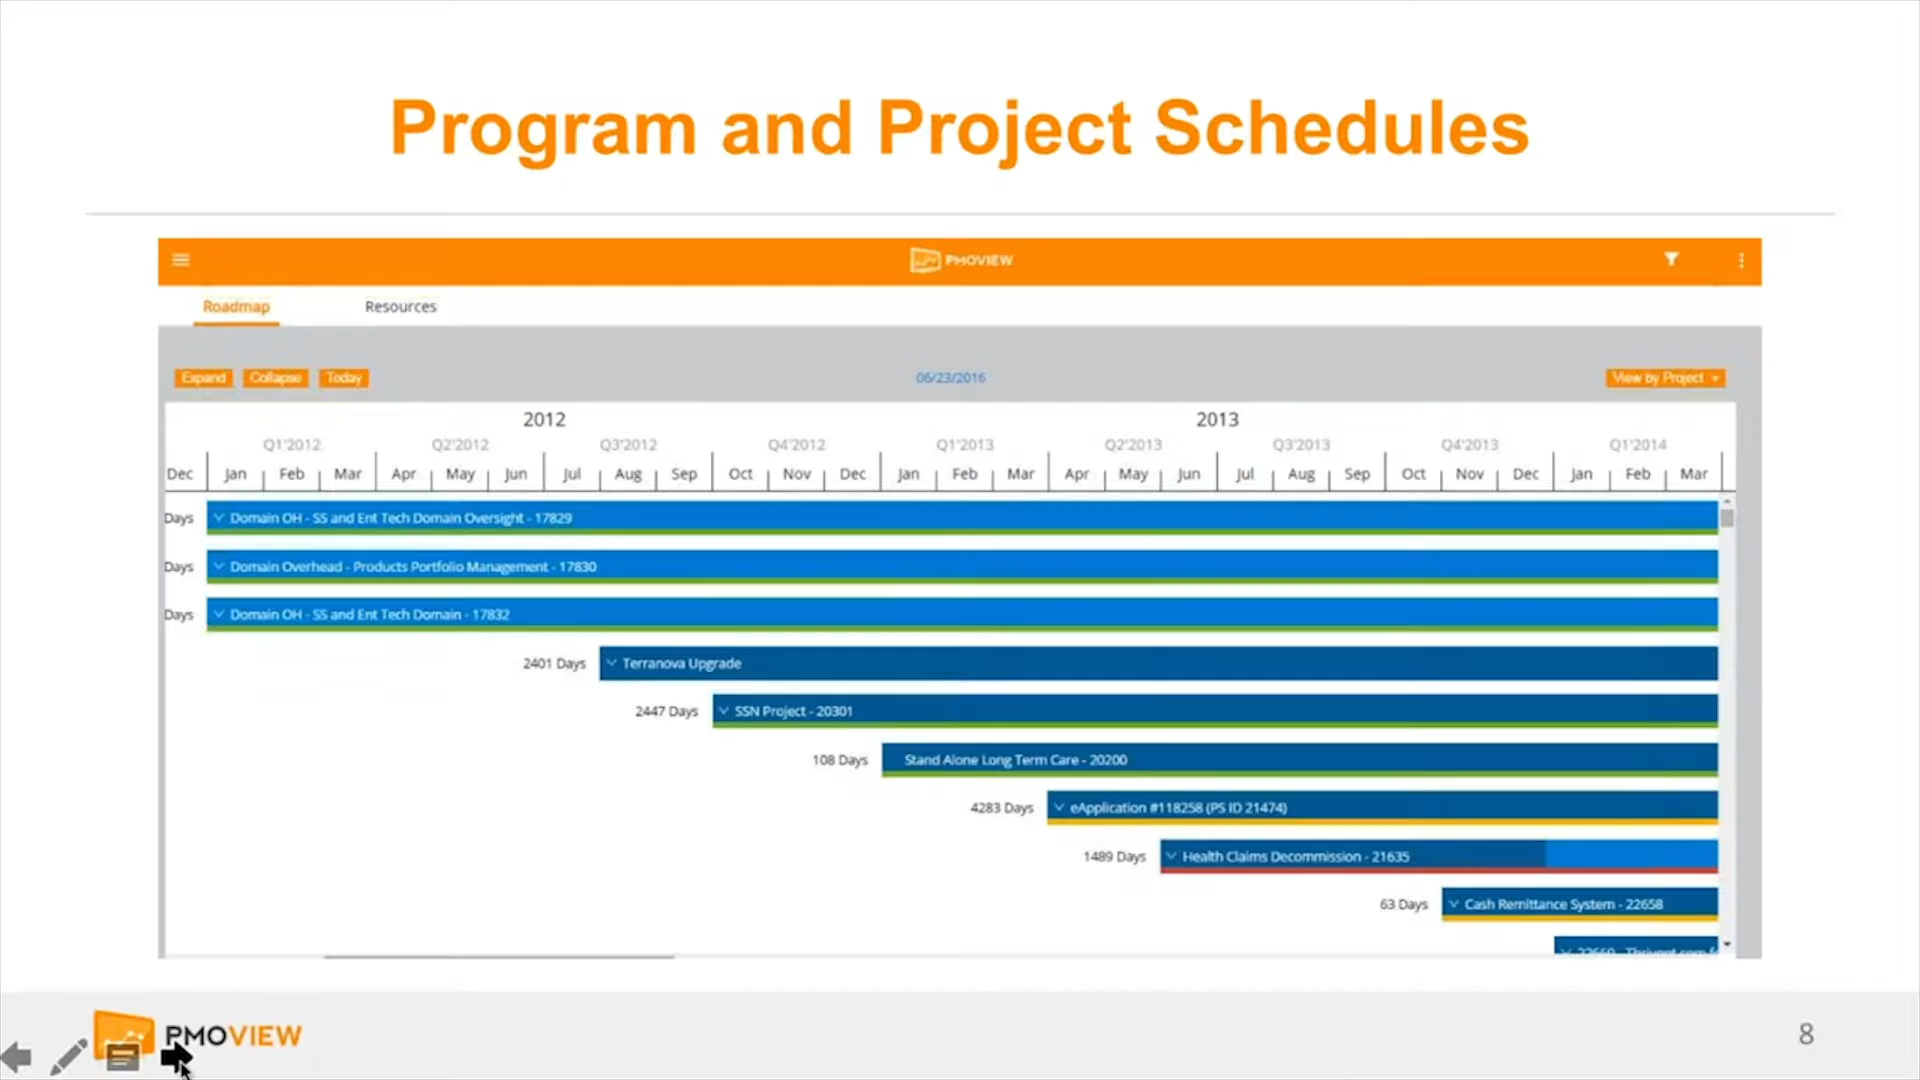 Program and Project Schedules
PMOVIEW
Roadmap Resources
Expand Collapse Today 06/23/2016 View by Project
2012 2013
Q1'2012 Q2'2012 Q3'2012 Q4'2012 Q1'2013 Q2'2013 Q3'2013 Q4'2013 Q1'2014
Dec Jan Feb Mar Apr May Jun Jul Aug Sep Oct Nov Dec Jan Feb Mar Apr May Jun Jul Aug Sep Oct Nov Dec Jan Feb Mar
Days Domain OH - SS and Ent Tech Domain Oversight - 17829
Days Domain Overhead - Products Portfolio Management - 17830
Days Domain OH - SS and Ent Tech Domain - 17832
2401 Days Terranova Upgrade
2447 Days SSN Project - 20301
108 Days Stand Alone Long Term Care - 20200
4283 Days eApplication #118258 (PS ID 21474)
1489 Days Health Claims Decommission - 21635
63 Days Cash Remittance System - 22658
PMOVIEW
8